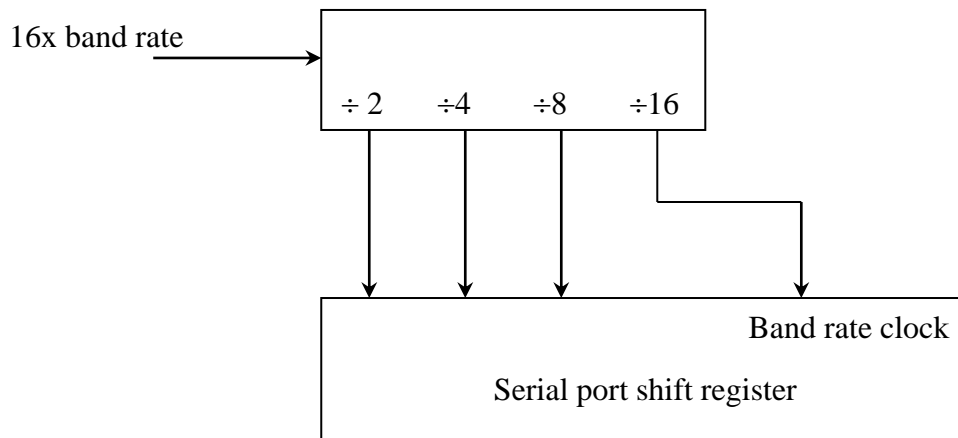 16x band rate
÷ 2 ÷4 ÷8 ÷16
Band rate clock
Serial port shift register